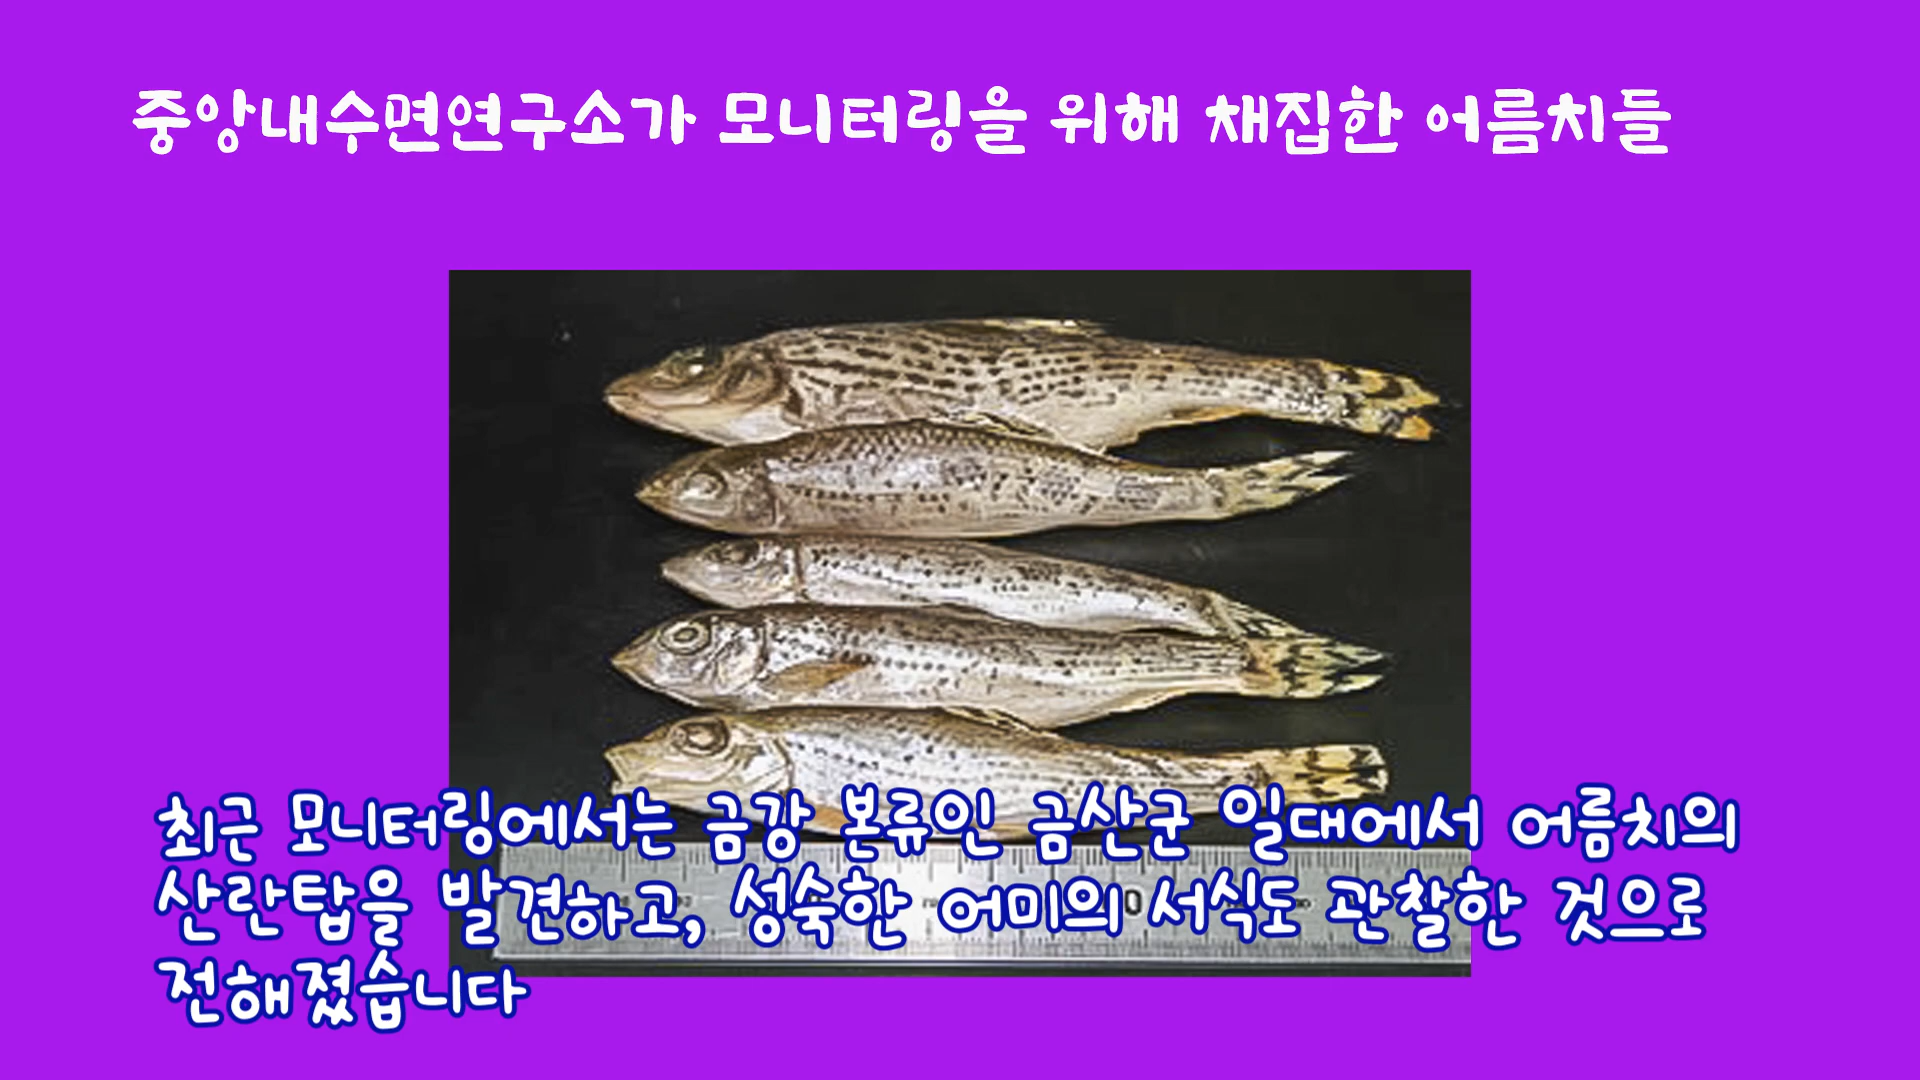 중앙내수면연구소가 모니터링을 위해 채집한 어름치들
최근 모니터링에서는 금강 본류인 금산군 일대에서 어름치의
산란탑을 발견하고, 성숙한 어미의 서식도 관찰한 것으로
전해졌습니다